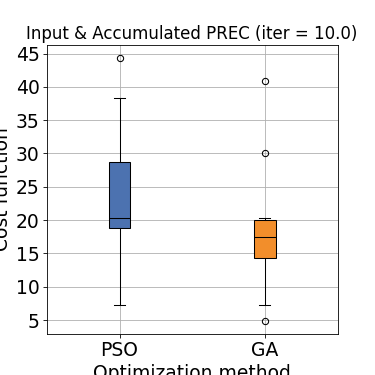 Input & Accumulated PREC (iter = 10.0)
45
40
35
30
25
20
15
10
5
Cost function
PSO GA
Optimization method